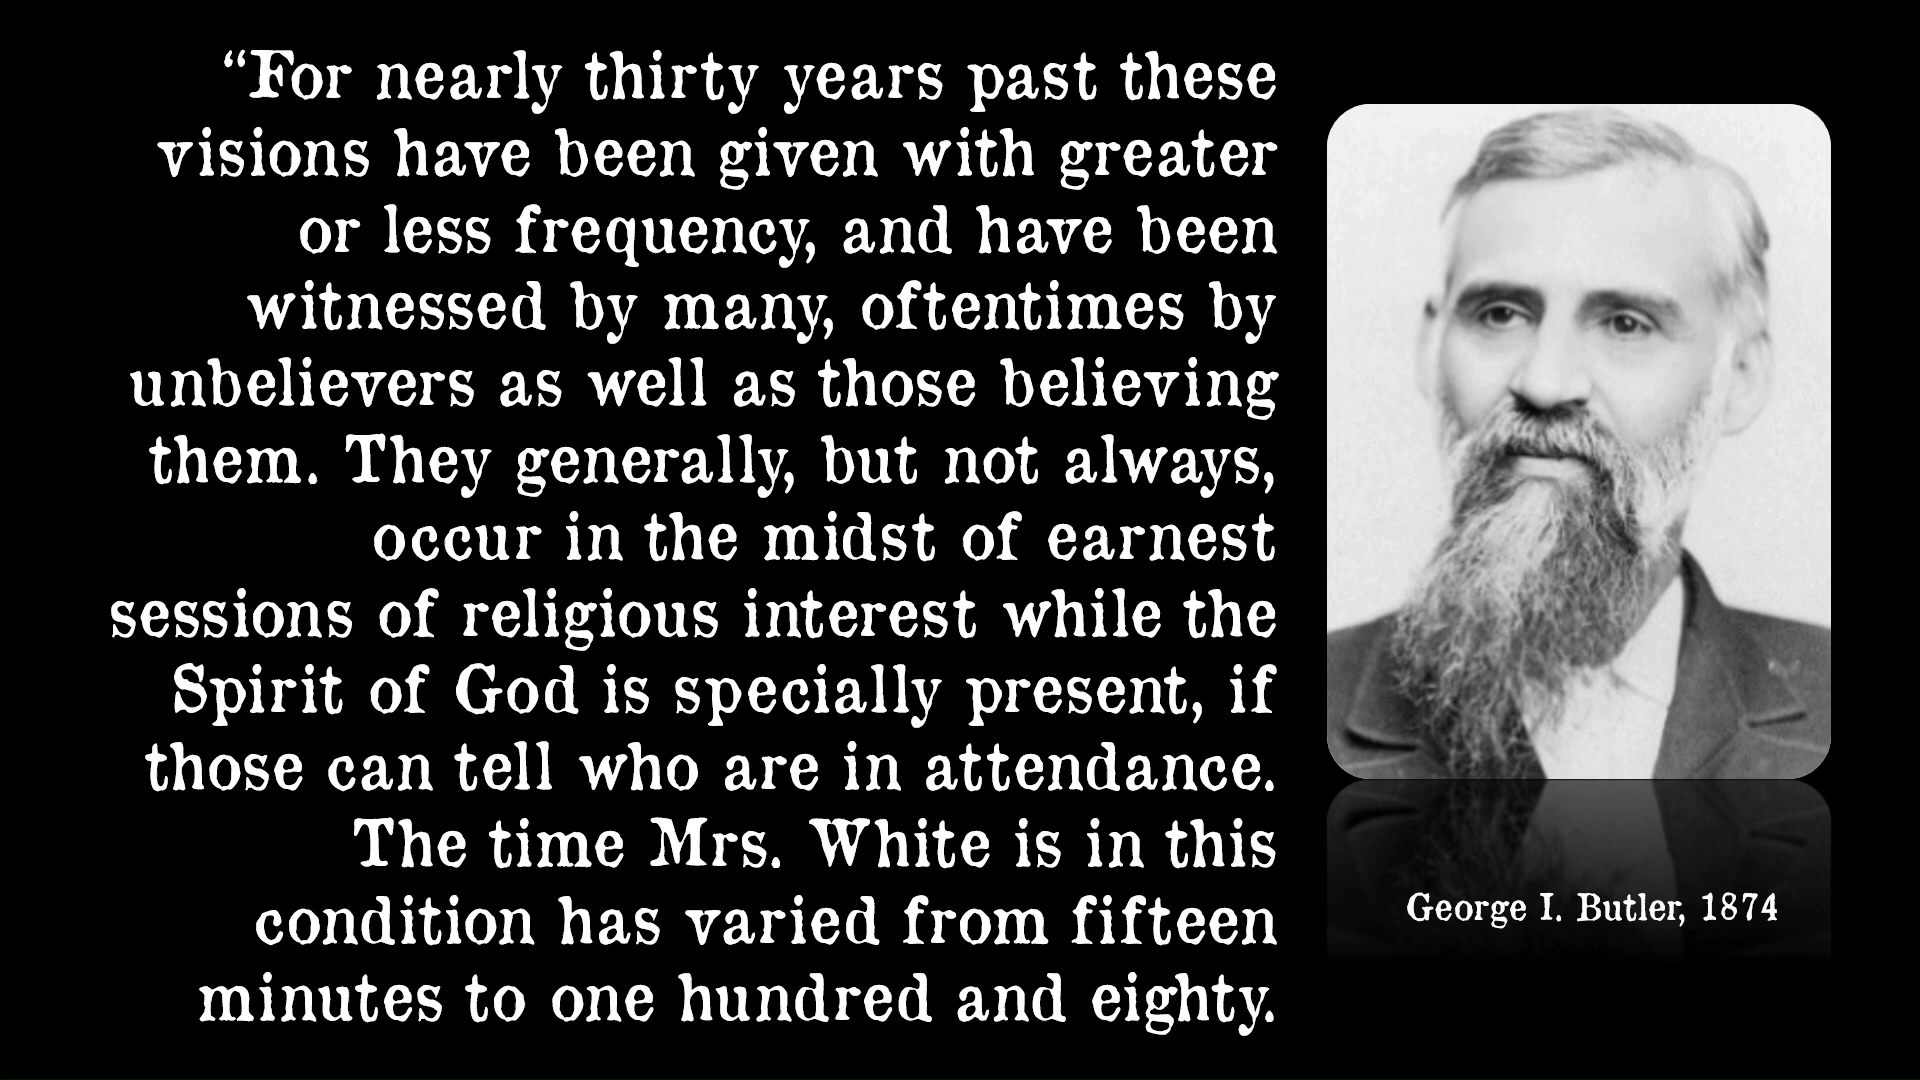 “For nearly thirty years past these
visions have been given with greater
or less frequency, and have been
witnessed by many, oftentimes by
unbelievers as well as those believing
them. They generally, but not always,
occur in the midst of earnest
sessions of religious interest while the
Spirit of God is specially present, if
those can tell who are in attendance.
The time Mrs. White is in this
condition has varied from fifteen
minutes to one hundred and eighty.
George I. Butler, 1874